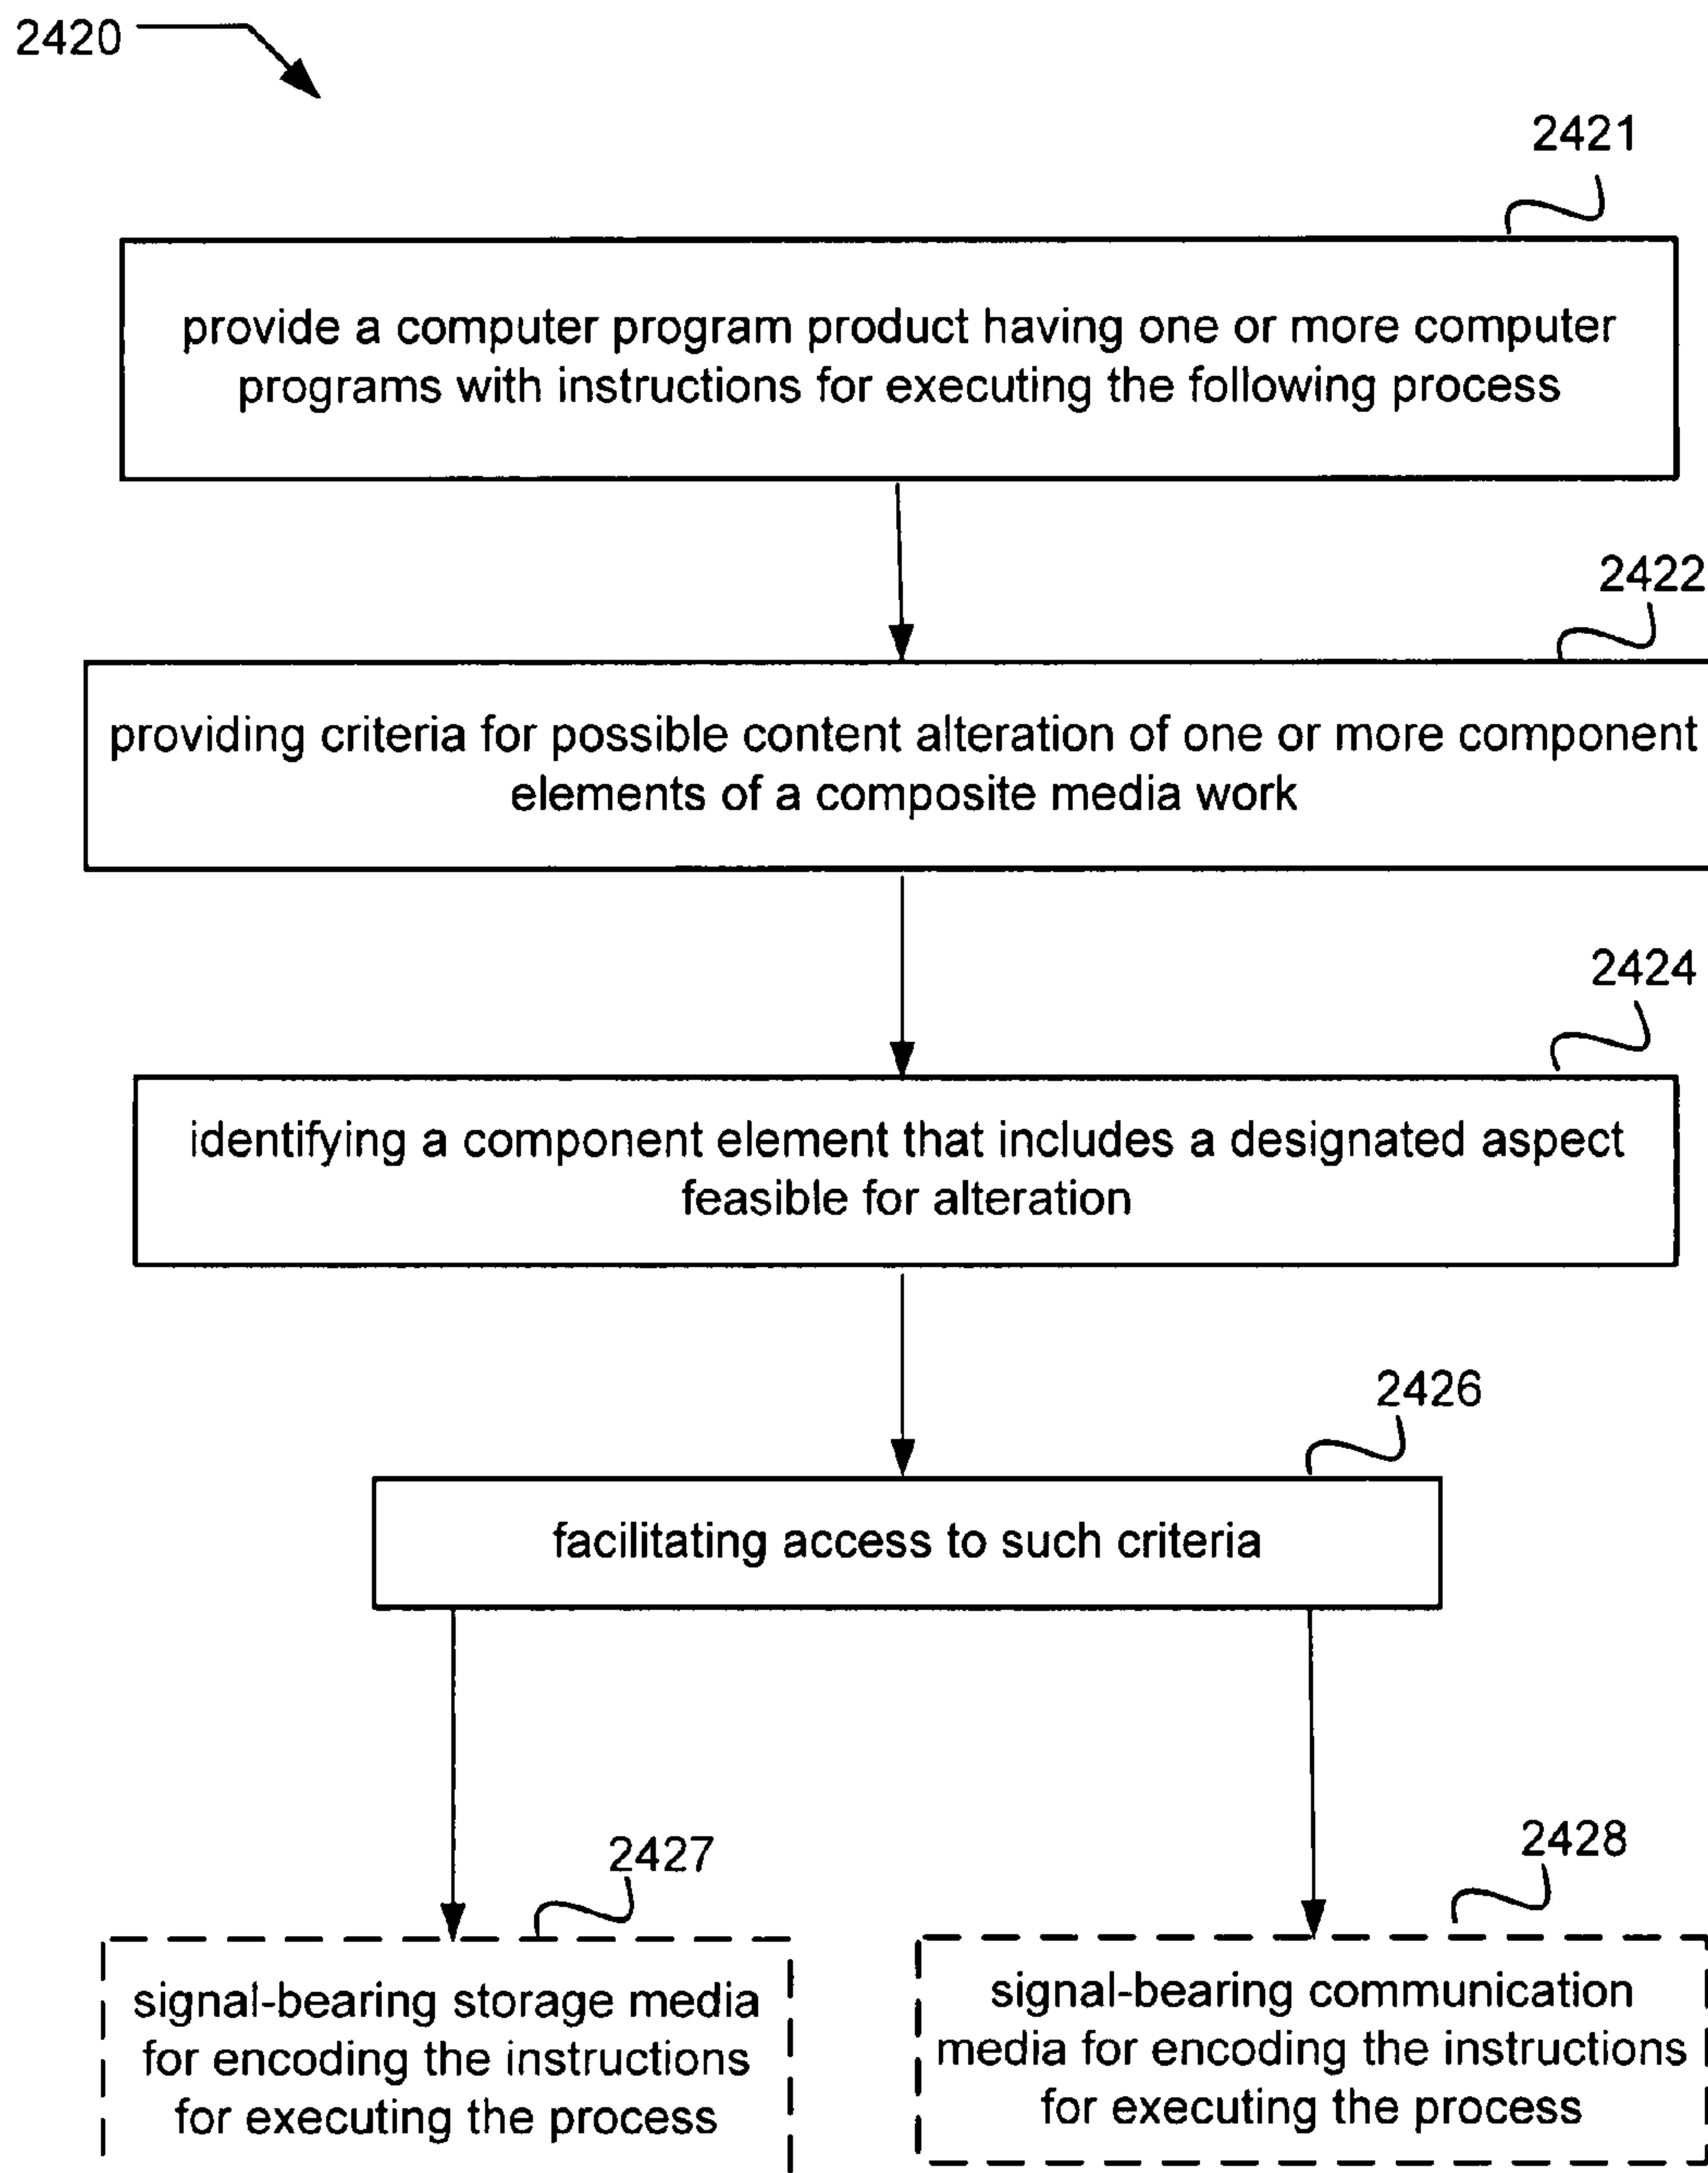 2420
2421
provide a computer program product having one or more computer
programs with instructions for executing the following process
2422
providing criteria for possible content alteration of one or more component
elements of a composite media work
2424
identifying a component element that includes a designated aspect
feasible for alteration
2426
facilitating access to such criteria
2427
signal-bearing storage media
for encoding the instructions
for executing the process
2428
signal-bearing communication
media for encoding the instructions
for executing the process